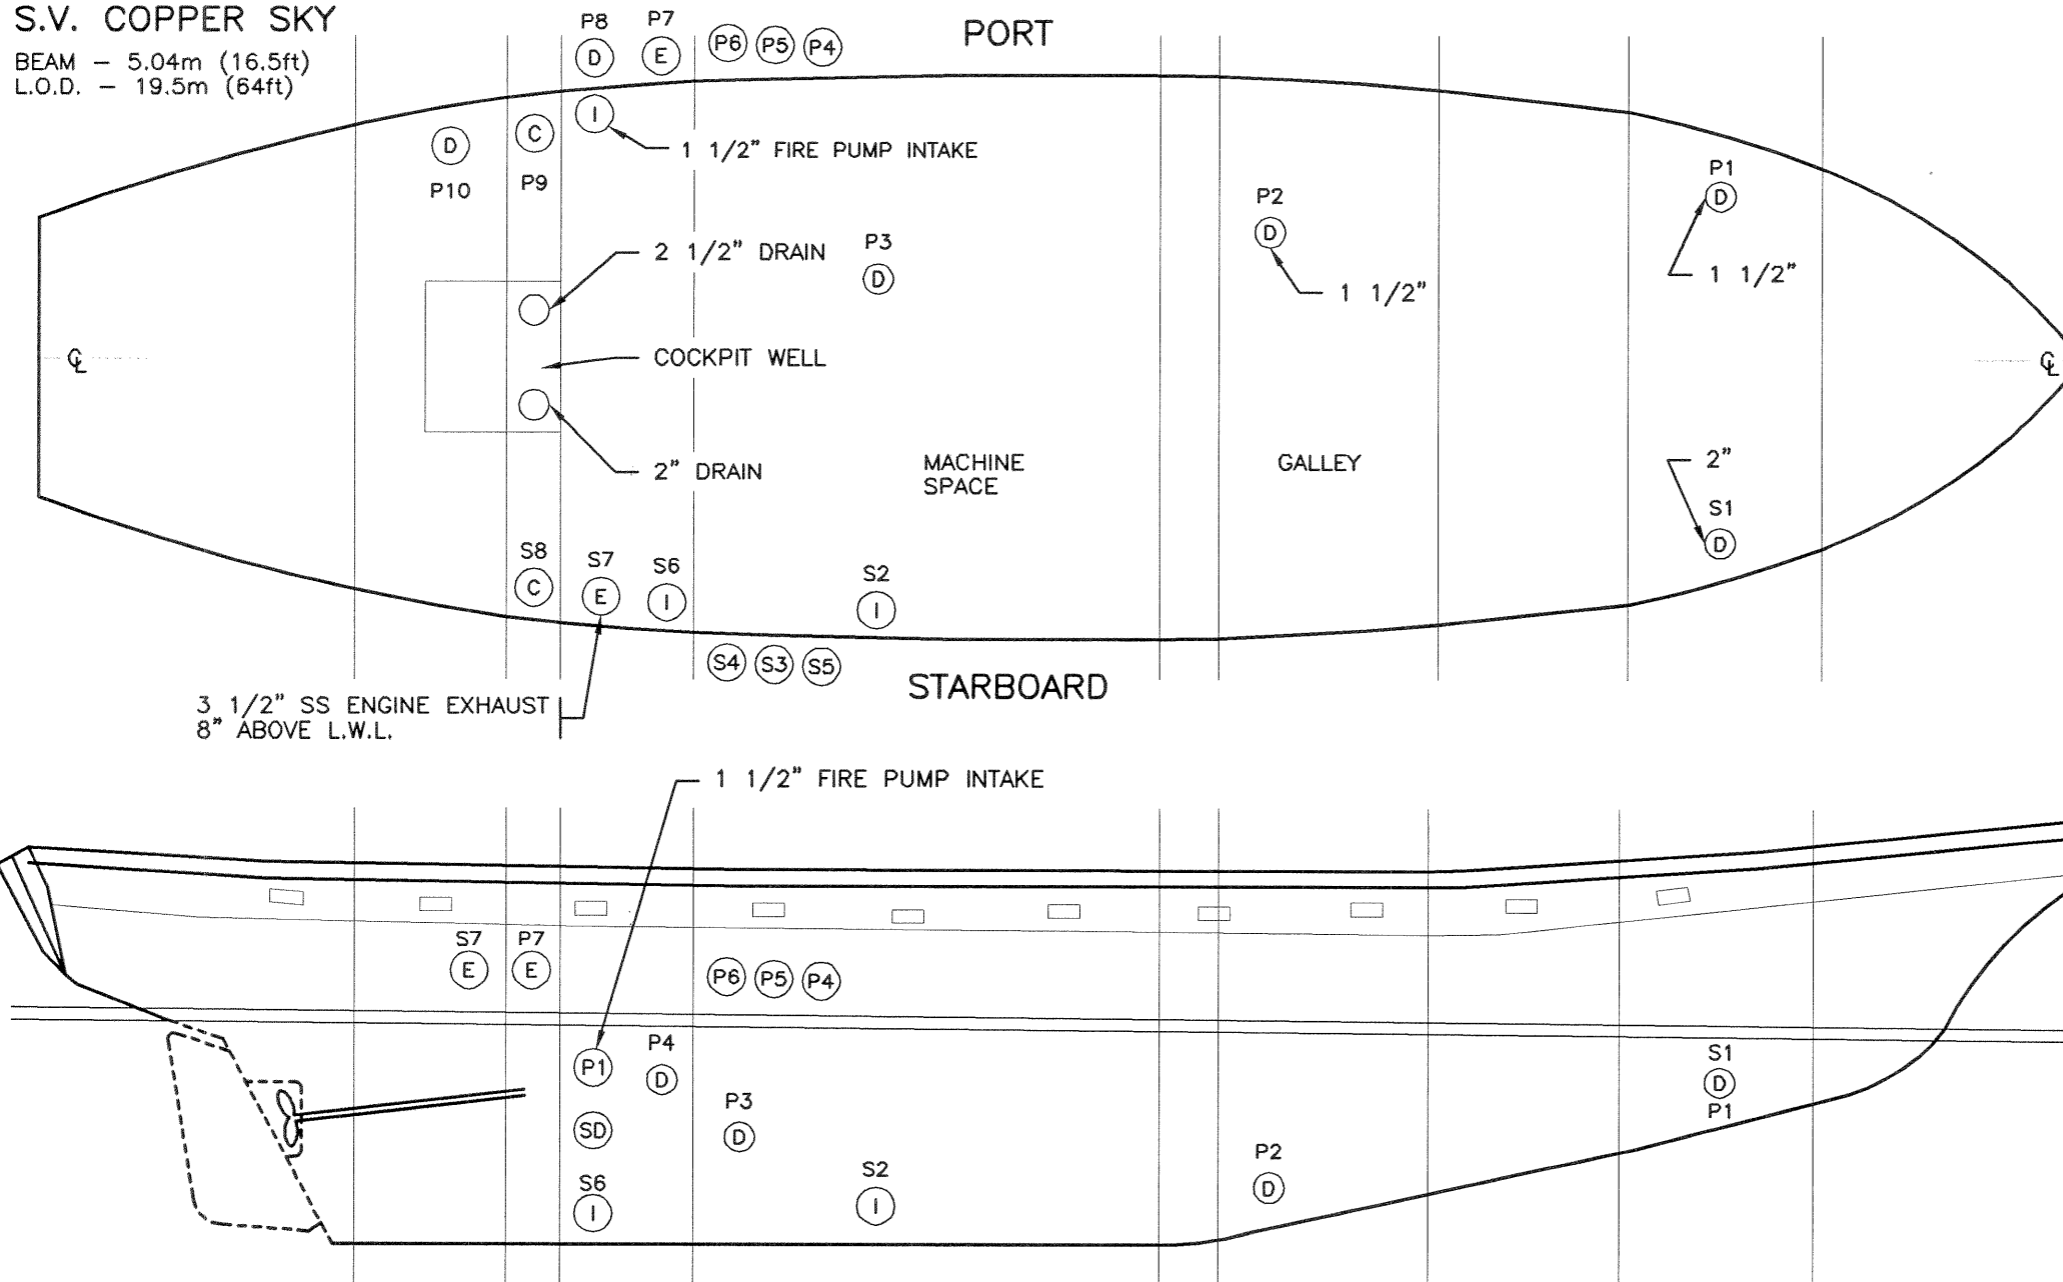 S.V. COPPER SKY
BEAM – 5.04m (16.5ft)
L.O.D. – 19.5m (64ft)
PORT
P8
D
P7
E
P6
P5
P4
I
1 1/2" FIRE PUMP INTAKE
D
P10
C
P9
2 1/2" DRAIN
P3
D
P2
D
1 1/2"
P1
D
1 1/2"
℄
COCKPIT WELL
℄
2" DRAIN
MACHINE
SPACE
GALLEY
2"
S1
D
S8
C
S7
E
S6
I
S2
I
S4
S3
S5
STARBOARD
3 1/2" SS ENGINE EXHAUST
8" ABOVE L.W.L.
1 1/2" FIRE PUMP INTAKE
S7
E
P7
E
P6
P5
P4
P1
P4
D
SD
P3
D
S6
I
S2
I
P2
D
S1
D
P1